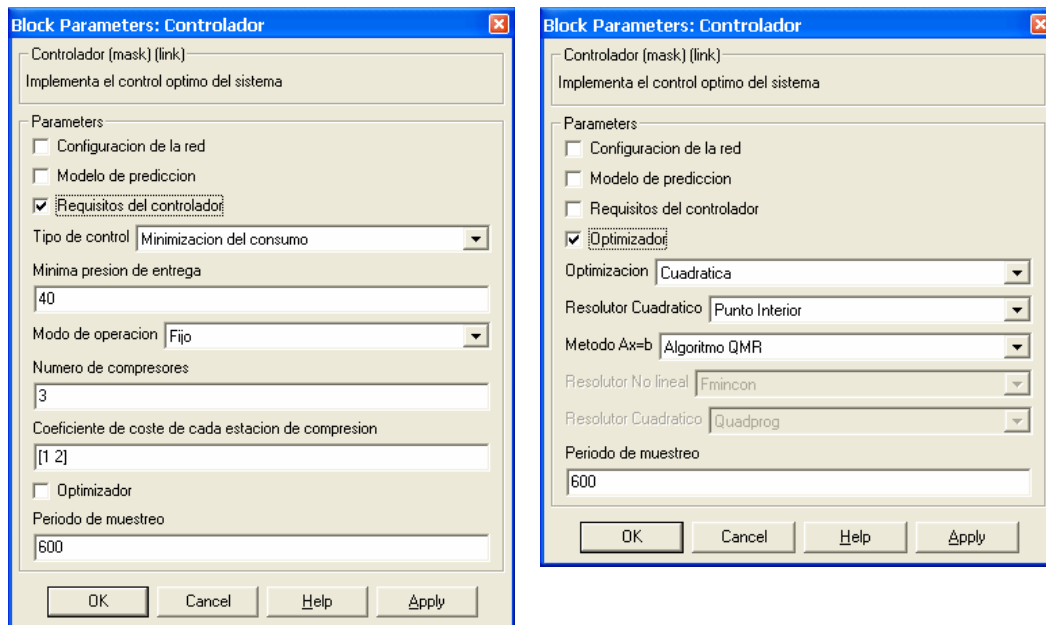 Block Parameters: Controlador
Controlador (mask) (link)
Implementa el control optimo del sistema
Parameters
Configuracion de la red
Modelo de prediccion
Requisitos del controlador
Tipo de control Minimizacion del consumo
Minima presion de entrega
40
Modo de operacion Fijo
Numero de compresores
3
Coeficiente de coste de cada estacion de compresion
[1 2]
Optimizador
Periodo de muestreo
600
OK Cancel Help Apply
Block Parameters: Controlador
Controlador (mask) (link)
Implementa el control optimo del sistema
Parameters
Configuracion de la red
Modelo de prediccion
Requisitos del controlador
Optimizador
Optimizacion Cuadratica
Resolutor Cuadratico Punto Interior
Metodo Ax=b Algoritmo QMR
Resolutor No lineal Fmincon
Resolutor Cuadratico Quadprog
Periodo de muestreo
600
OK Cancel Help Apply